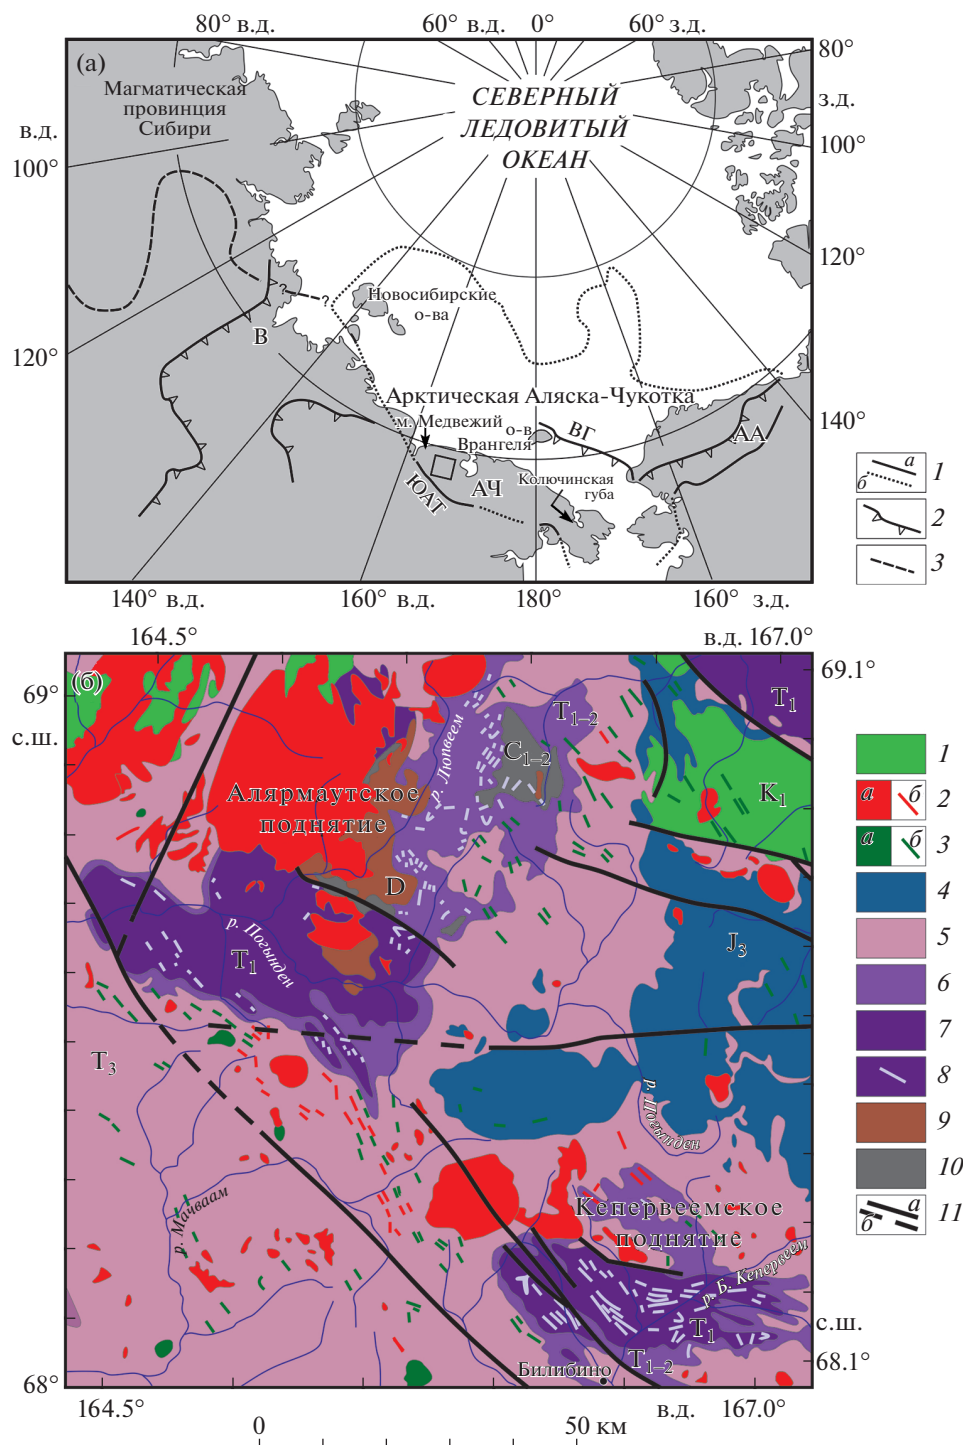 80° в.д.
60° в.д.
0°
60° з.д.
80°
з.д.
(а)
Магматическая
провинция
Сибири
СЕВЕРНЫЙ
ЛЕДОВИТЫЙ
ОКЕАН
в.д.
100°
100°
120°
?
?
Новосибирские
о-ва
В
120°
Арктическая Аляска-Чукотка
м. Медвежий
о-в
Врангеля
ВГ
АА
140°
ЮАТ
АЧ
Колючинская
губа
а
б
1
2
3
140° в.д.
160° в.д.
180°
160° з.д.
164.5°
в.д. 167.0°
(б)
69°
с.ш.
69.1°
T1
T1–2
C1–2
р. Люпвеем
K1
Алярмаутское
поднятие
D
р. Погынден
T1
J3
T3
р. Погынден
р. Мачваам
Кепервеемское
поднятие
р. Б. Кепервеем
T1
T1–2
Билибино
1
а
б
2
а
б
3
4
5
6
7
8
9
10
а
б
11
с.ш.
68.1°
68°
164.5°
в.д.
167.0°
0
50 км